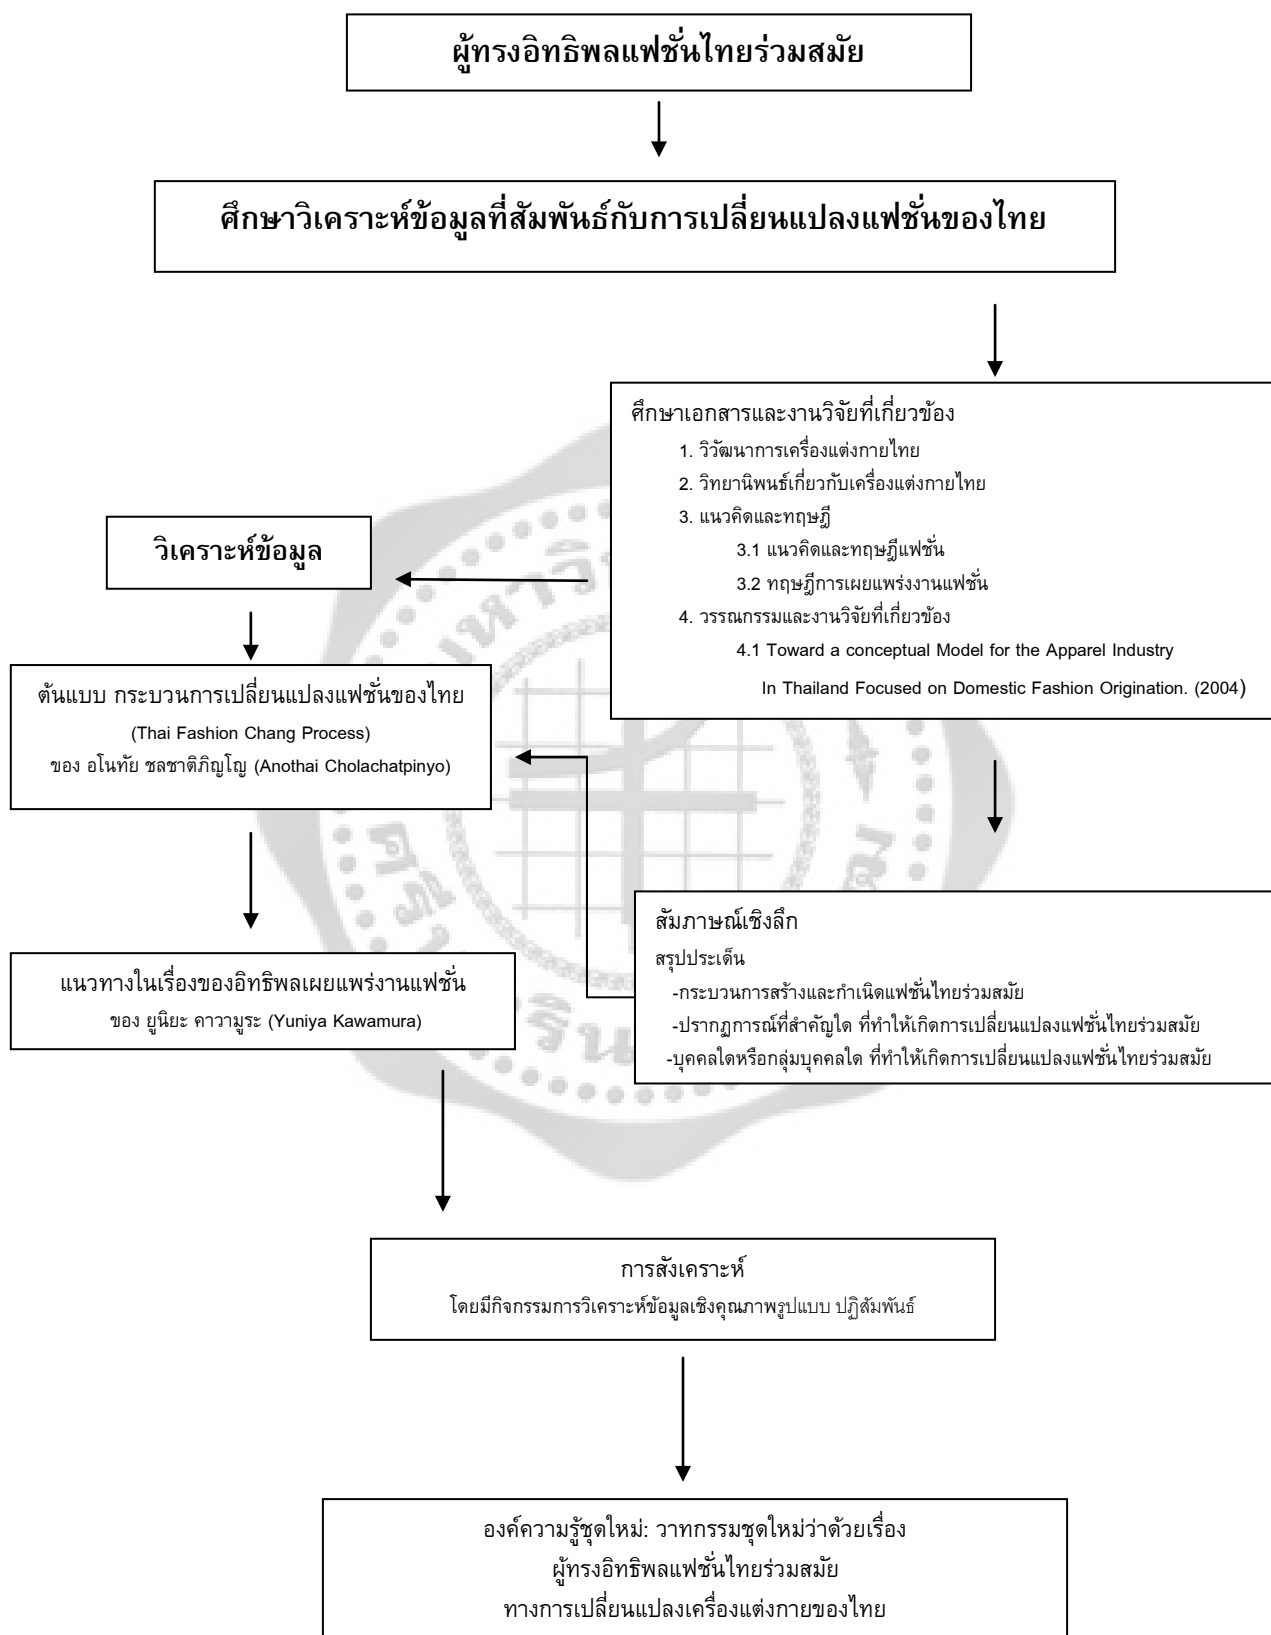 ผู้ทรงอิทธิพลแฟชั่นไทยร่วมสมัย
ศึกษาวิเคราะห์ข้อมูลที่สัมพันธ์กับการเปลี่ยนแปลงแฟชั่นของไทย
ศึกษาเอกสารและงานวิจัยที่เกี่ยวข้อง
1. วิวัฒนาการเครื่องแต่งกายไทย
2. วิทยานิพนธ์เกี่ยวกับเครื่องแต่งกายไทย
3. แนวคิดและทฤษฎี
3.1 แนวคิดและทฤษฎีแฟชั่น
3.2 ทฤษฎีการเผยแพร่งานแฟชั่น
4. วรรณกรรมและงานวิจัยที่เกี่ยวข้อง
4.1 Toward a conceptual Model for the Apparel Industry
In Thailand Focused on Domestic Fashion Origination. (2004)
วิเคราะห์ข้อมูล
ต้นแบบ กระบวนการเปลี่ยนแปลงแฟชั่นของไทย
(Thai Fashion Chang Process)
ของ อโนทัย ชลชาติภิญโญ (Anothai Cholachatpinyo)
สัมภาษณ์เชิงลึก
สรุปประเด็น
-กระบวนการสร้างและกำเนิดแฟชั่นไทยร่วมสมัย
-ปรากฏการณ์ที่สำคัญใด ที่ทำให้เกิดการเปลี่ยนแปลงแฟชั่นไทยร่วมสมัย
-บุคคลใดหรือกลุ่มบุคคลใด ที่ทำให้เกิดการเปลี่ยนแปลงแฟชั่นไทยร่วมสมัย
แนวทางในเรื่องของอิทธิพลเผยแพร่งานแฟชั่น
ของ ยูนิยะ คาวามูระ (Yuniya Kawamura)
การสังเคราะห์
โดยมีกิจกรรมการวิเคราะห์ข้อมูลเชิงคุณภาพรูปแบบ ปฏิสัมพันธ์
องค์ความรู้ชุดใหม่: วาทกรรมชุดใหม่ว่าด้วยเรื่อง
ผู้ทรงอิทธิพลแฟชั่นไทยร่วมสมัย
ทางการเปลี่ยนแปลงเครื่องแต่งกายของไทย